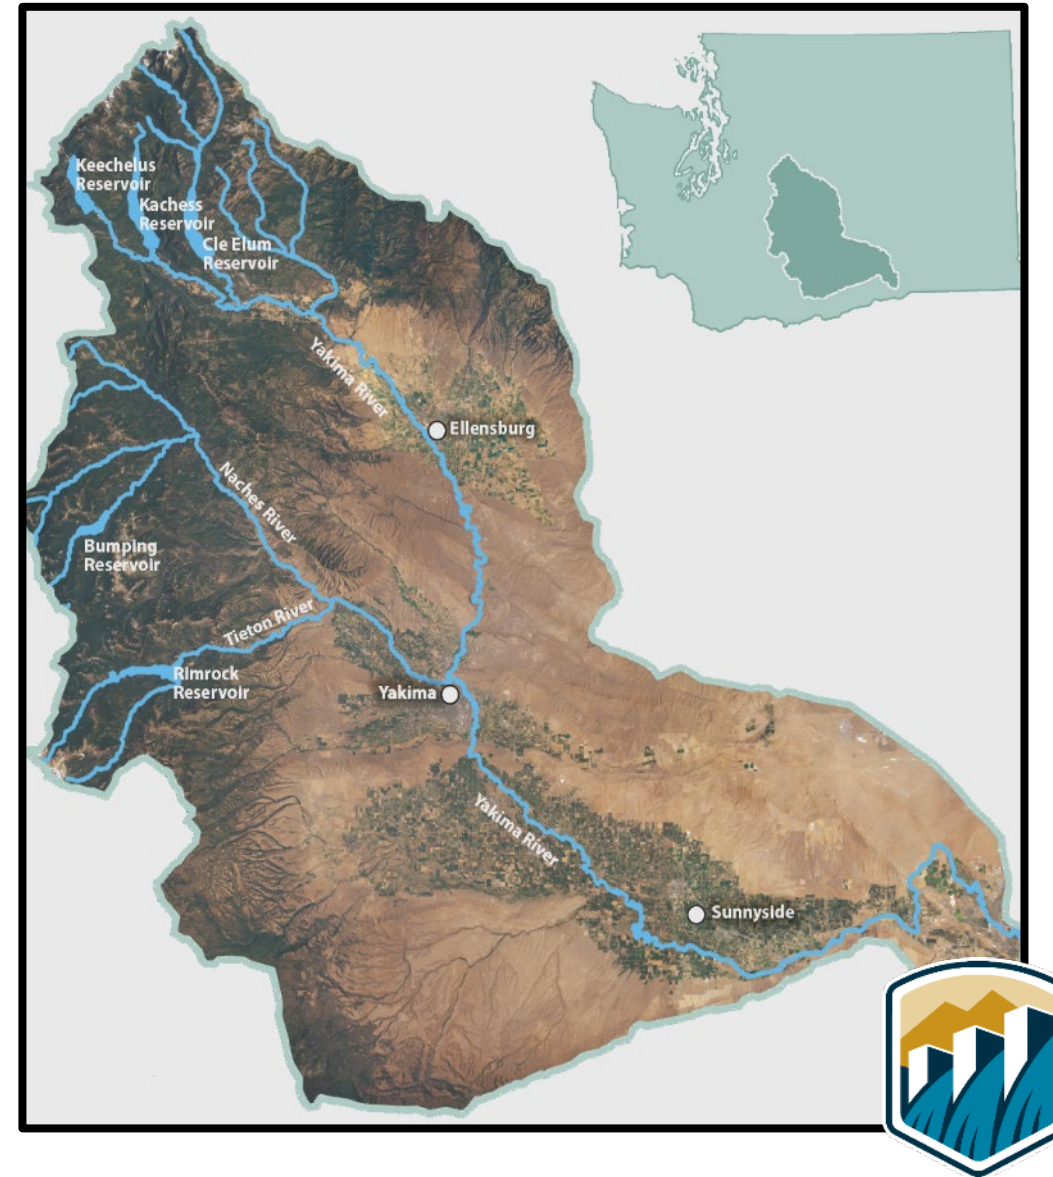 Keechelus
Reservoir
Kachess
Reservoir
Cle Elum
Reservoir
Yakima River
Ellensburg
Naches River
Bumping
Reservoir
Tieton River
Rimrock
Reservoir
Yakima
Yakima River
Sunnyside